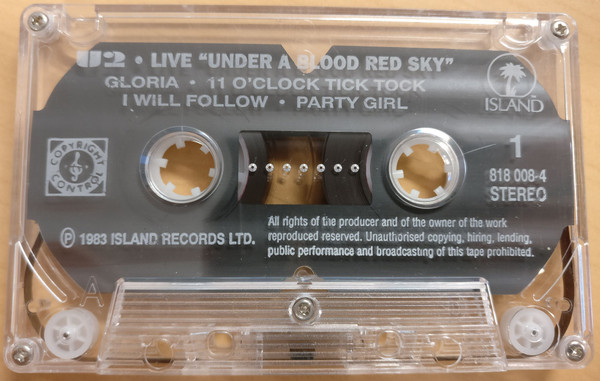 U2 • LIVE "UNDER A BLOOD RED SKY"
GLORIA • 11 O'CLOCK TICK TOCK
I WILL FOLLOW • PARTY GIRL
ISLAND
COPYRIGHT CONTROL
1
818 008-4
STEREO
℗ 1983 ISLAND RECORDS LTD.
All rights of the producer and of the owner of the work
reproduced reserved. Unauthorised copying, hiring, lending,
public performance and broadcasting of this tape prohibited.
A